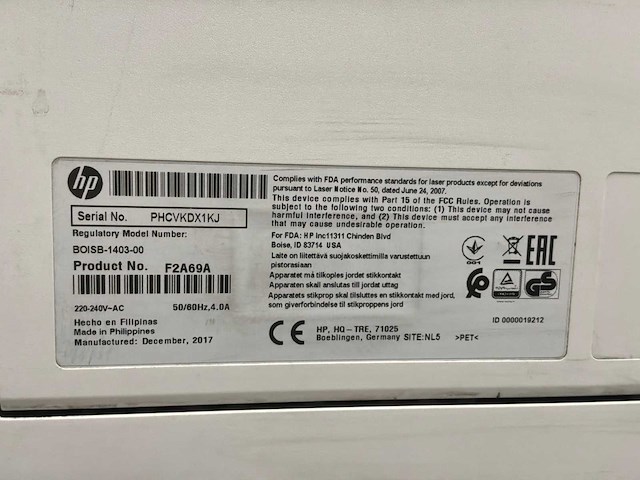 hp
Serial No. PHCVKDX1KJ
Regulatory Model Number:
BOISB-1403-00
Product No. F2A69A
220-240V~AC 50/60Hz, 4.0A
Hecho en Filipinas
Made in Philippines
Manufactured: December, 2017
Complies with FDA performance standards for laser products except for deviations
pursuant to Laser Notice No. 50, dated June 24, 2007.
This device complies with Part 15 of the FCC Rules. Operation is
subject to the following two conditions: (1) This device may not cause
harmful interference, and (2) This device must accept any interference
that may cause undesirable operation.
For FDA: HP Inc11311 Chinden Blvd
Boise, ID 83714 USA
Laite on liitettävä suojakoskettimilla varustettuun
pistorasiaan
Apparatet må tilkoples jordet stikkontakt
Apparaten skall anslutas till jordat uttag
Apparatets stikprop skal tilsluttes en stikkontakt med jord,
som giver forbindelse til stikproppens jord
001
EAC
GS
ID 0000019212
CE
HP, HQ-TRE, 71025
Boeblingen, Germany SITE:NL5 >PET<